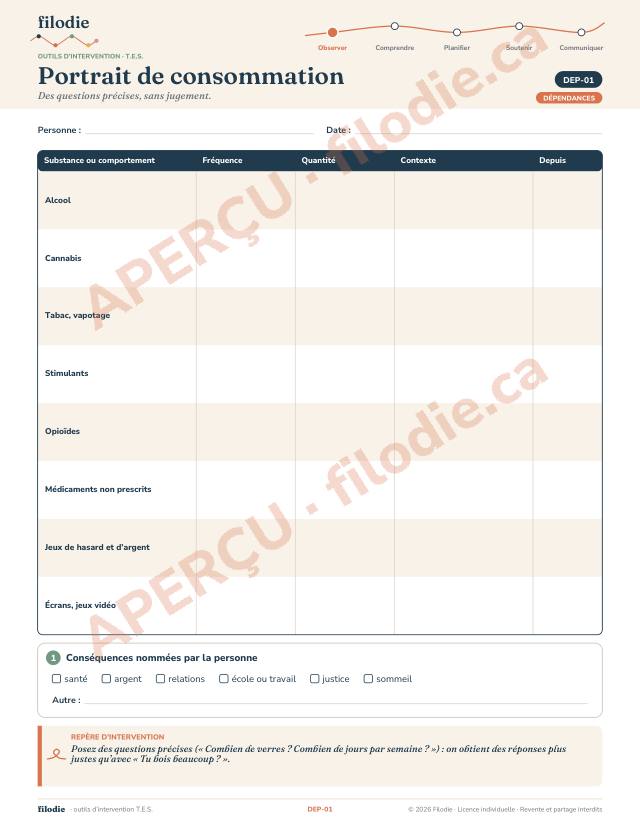 filodie
OUTILS D'INTERVENTION · T.E.S.
Observer Comprendre Planifier Soutenir Communiquer
Portrait de consommation
Des questions précises, sans jugement.
DEP-01
DÉPENDANCES
Personne : Date :
Substance ou comportement Fréquence Quantité Contexte Depuis
Alcool
Cannabis
Tabac, vapotage
Stimulants
Opioïdes
Médicaments non prescrits
Jeux de hasard et d'argent
Écrans, jeux vidéo
APERÇU · filodie.ca
APERÇU · filodie.ca
1 Conséquences nommées par la personne
santé argent relations école ou travail justice sommeil
Autre :
REPÈRE D'INTERVENTION
Posez des questions précises (« Combien de verres ? Combien de jours par semaine ? ») : on obtient des réponses plus
justes qu'avec « Tu bois beaucoup ? ».
filodie · outils d'intervention T.E.S. DEP-01 © 2026 Filodie · Licence individuelle · Revente et partage interdits